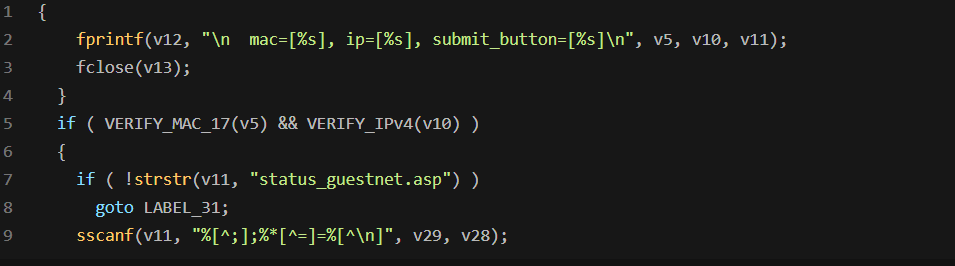 1 {
2 fprintf(v12, "\n  mac=[%s], ip=[%s], submit_button=[%s]\n", v5, v10, v11);
3 fclose(v13);
4 }
5 if ( VERIFY_MAC_17(v5) && VERIFY_IPv4(v10) )
6 {
7 if ( !strstr(v11, "status_guestnet.asp") )
8 goto LABEL_31;
9 sscanf(v11, "%[^;];%*[^=]=%[^\n]", v29, v28);